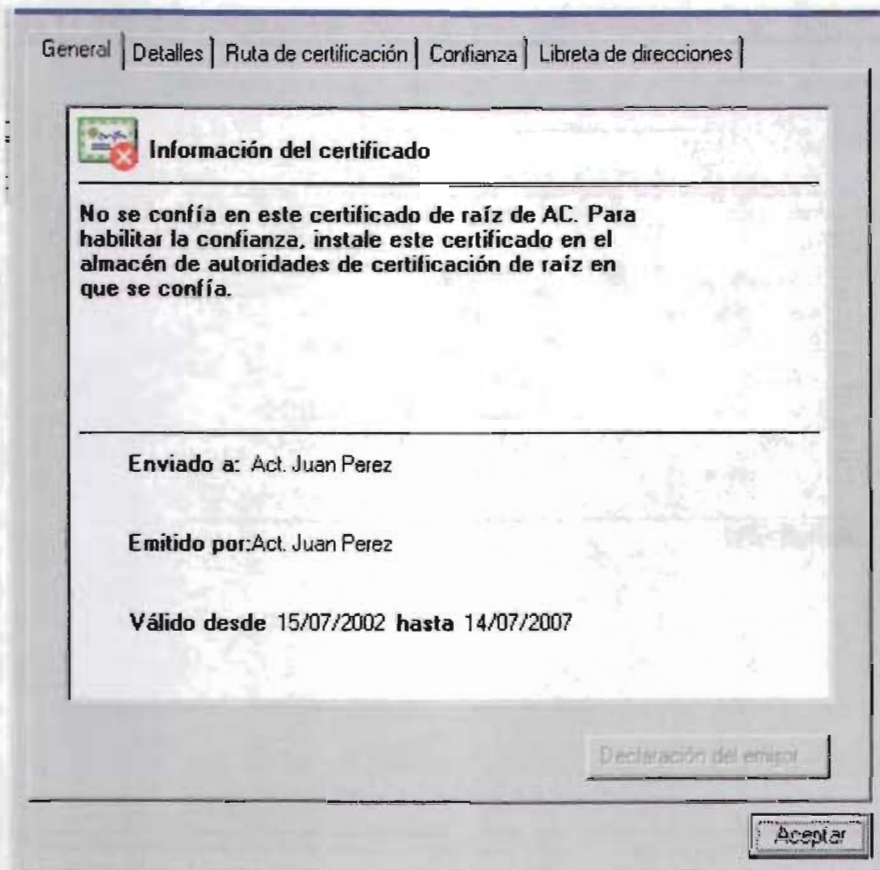 General Detalles Ruta de certificación Confianza Libreta de direcciones
Información del certificado
No se confía en este certificado de raíz de AC. Para
habilitar la confianza, instale este certificado en el
almacén de autoridades de certificación de raíz en
que se confía.
Enviado a: Act. Juan Perez
Emitido por:Act. Juan Perez
Válido desde 15/07/2002 hasta 14/07/2007
Declaración del emisor
Aceptar